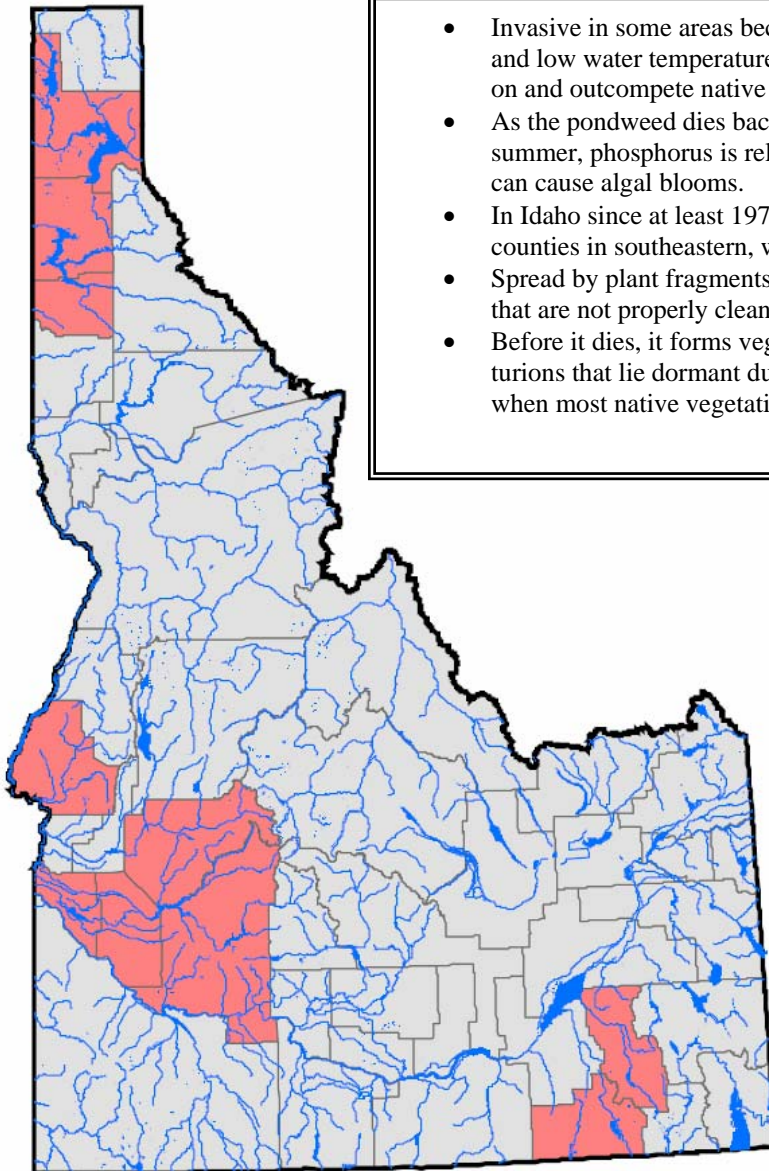 • Invasive in some areas bec
and low water temperature
on and outcompete native
• As the pondweed dies bac
summer, phosphorus is rel
can cause algal blooms.
• In Idaho since at least 197
counties in southeastern, v
• Spread by plant fragments
that are not properly clean
• Before it dies, it forms veg
turions that lie dormant du
when most native vegetati